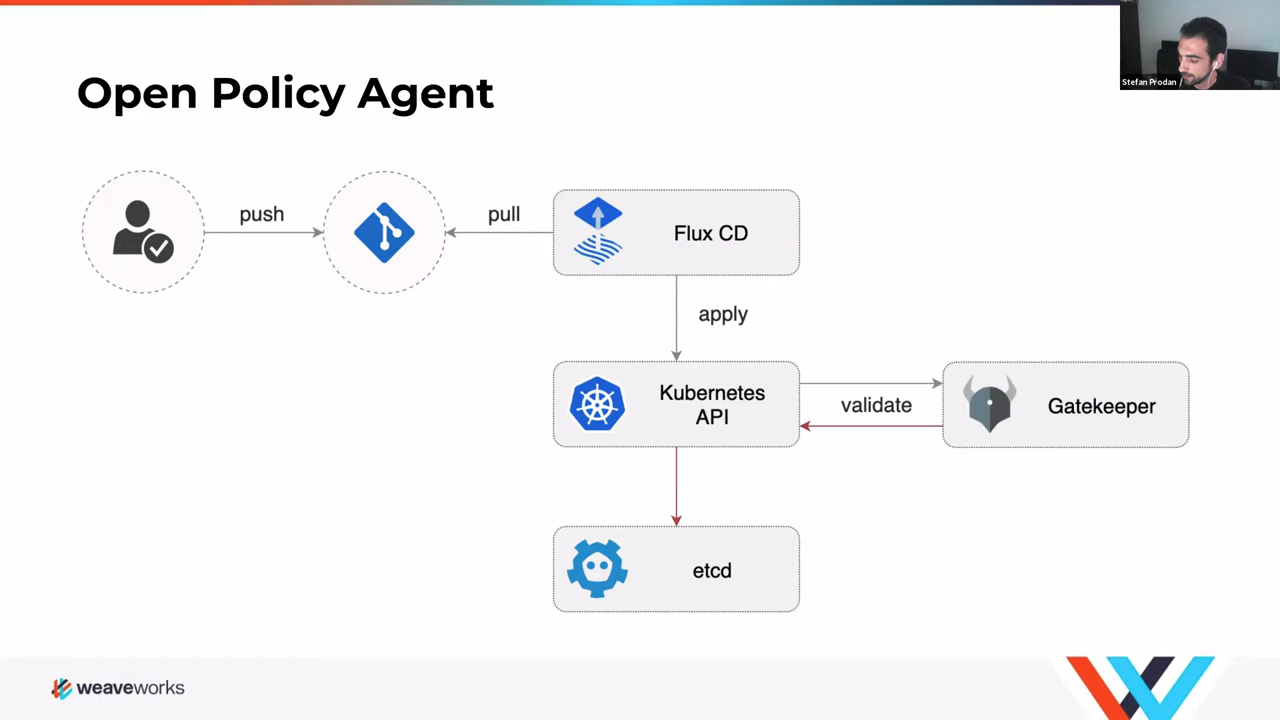 Stefan Prodan /
Open Policy Agent
push
pull
Flux CD
apply
Kubernetes
API
validate
Gatekeeper
etcd
weaveworks